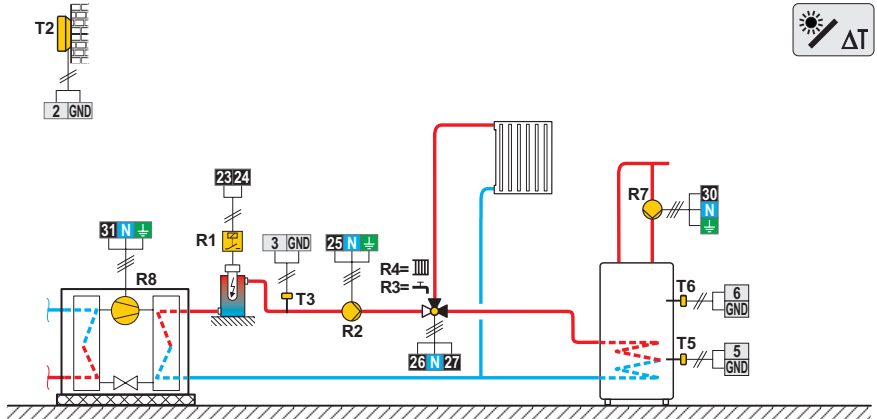 T2
2 GND
ΔT
23 24
R1
31 N
R8
3 GND
T3
25 N
R2
R4=
R3=
26 N 27
R7
30
N
T6
6
GND
T5
5
GND